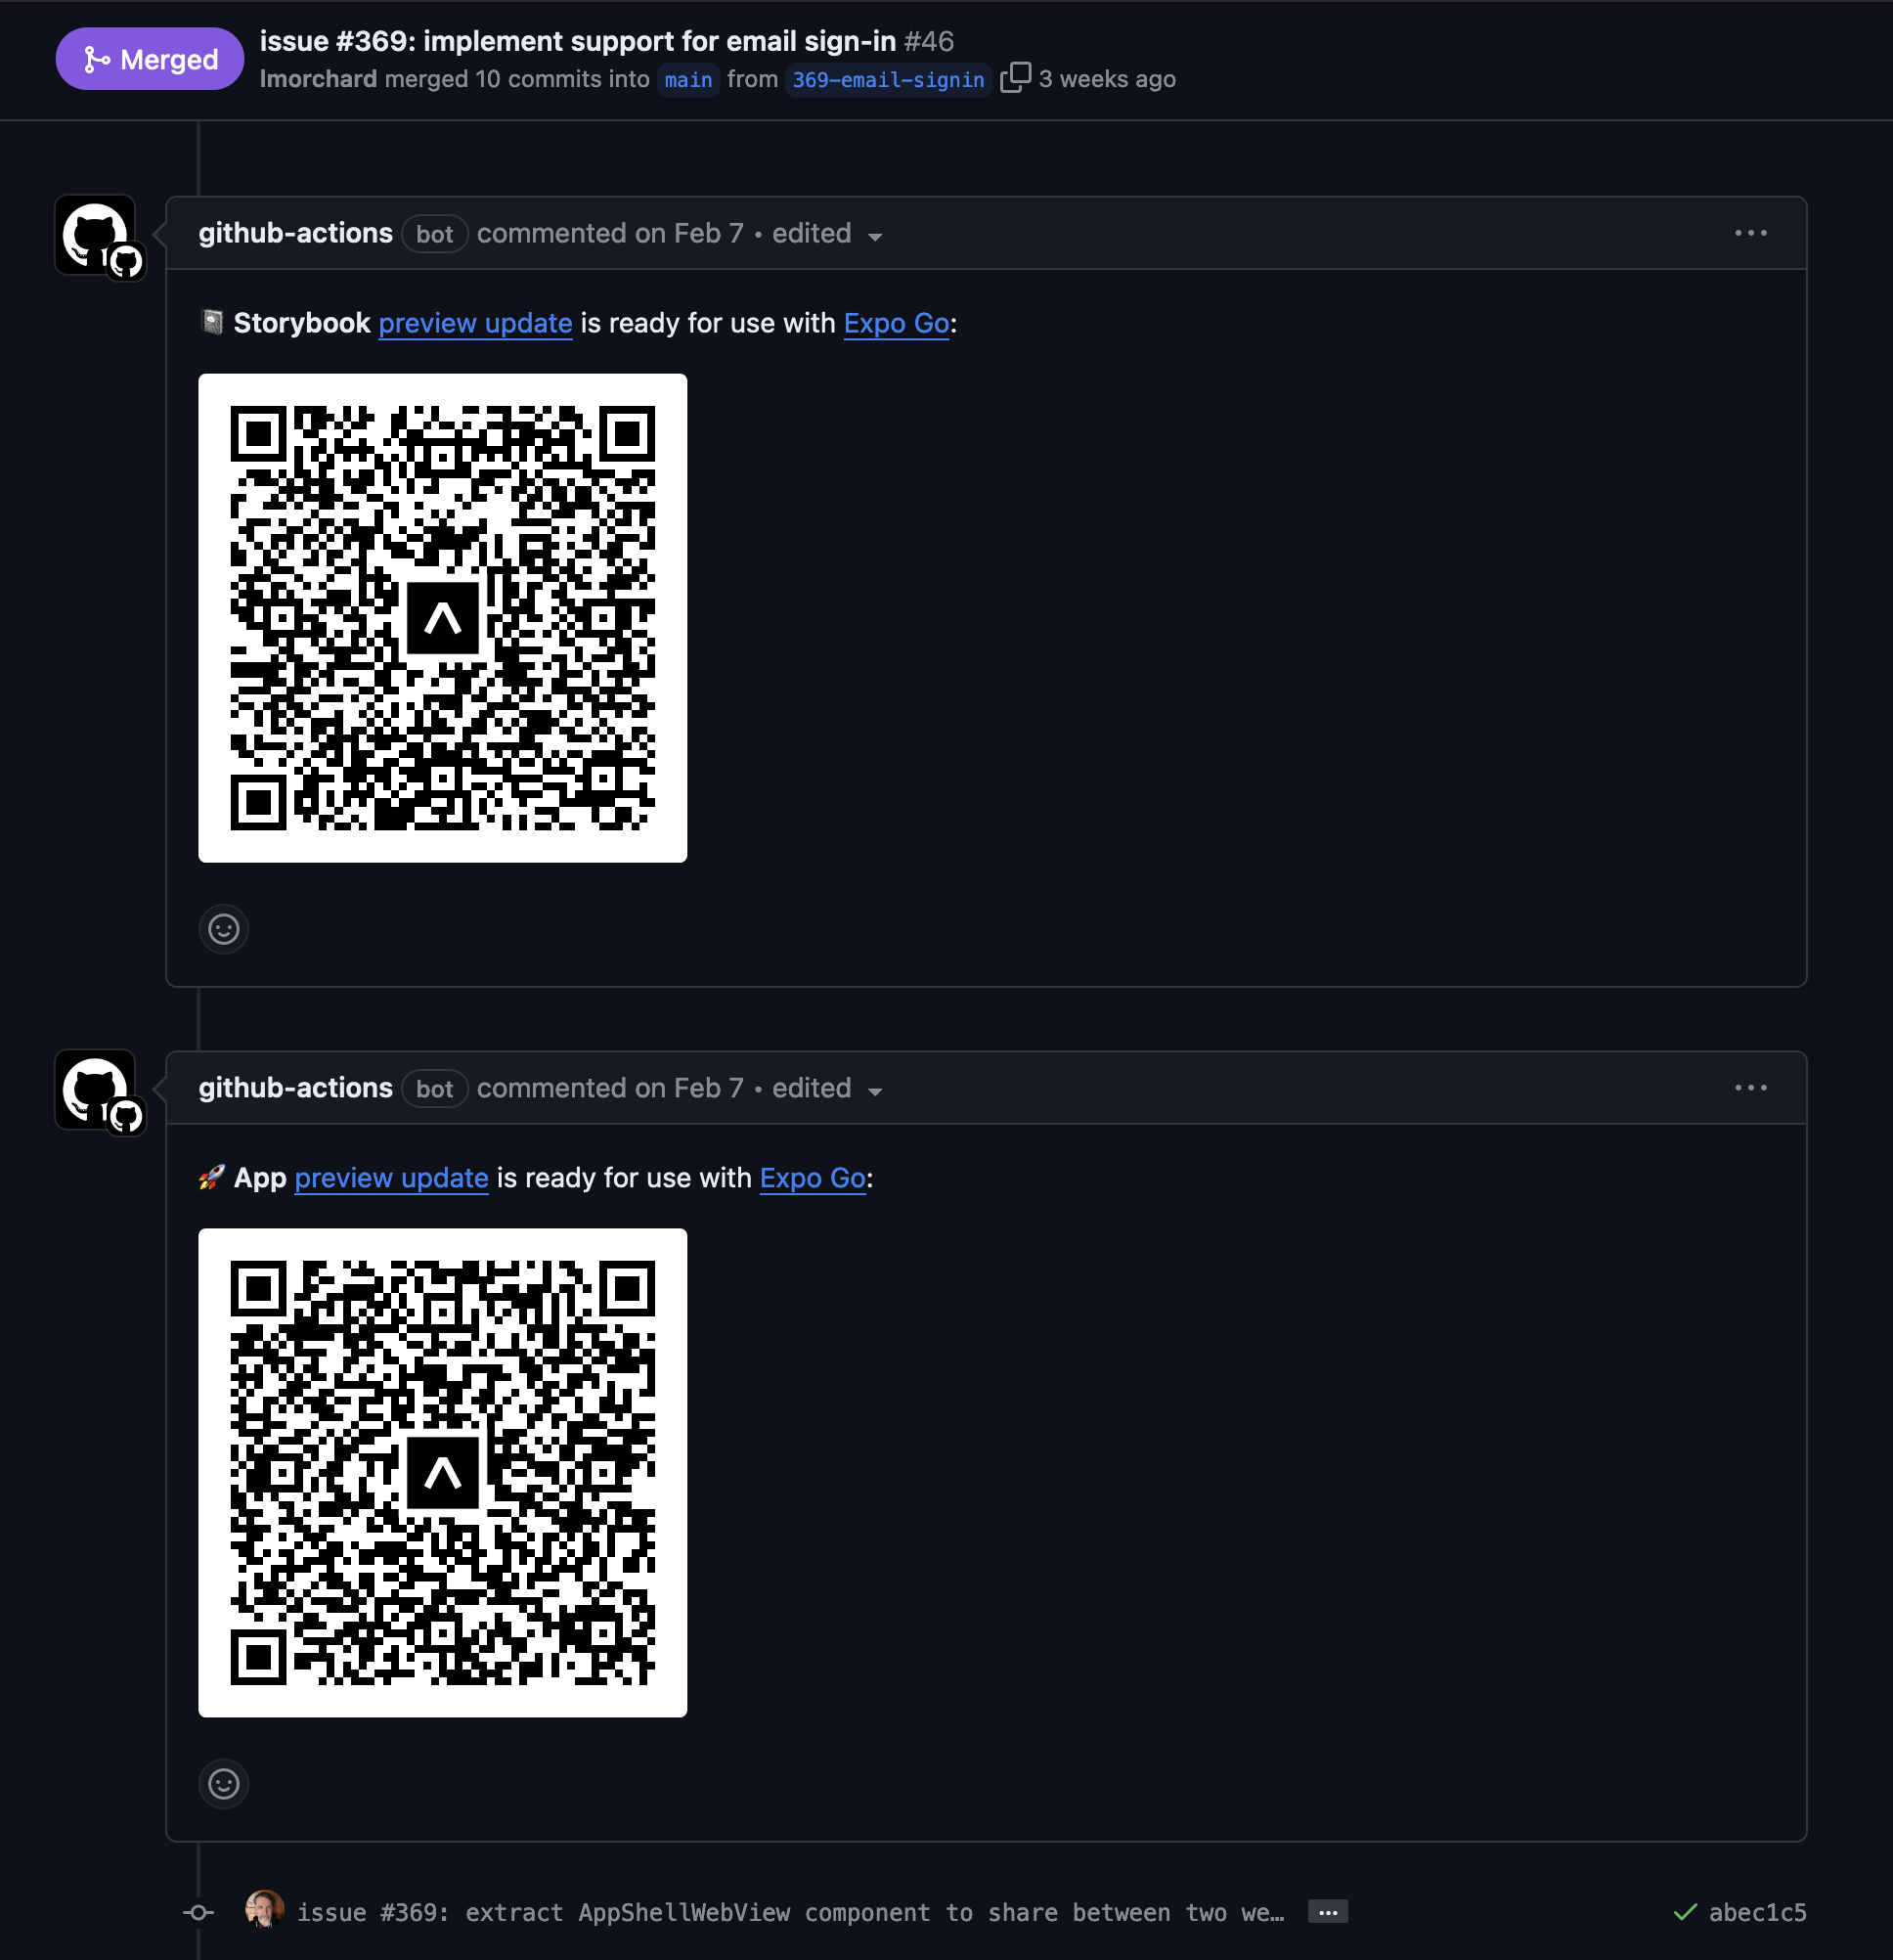 Merged
issue #369: implement support for email sign-in #46
lmorchard merged 10 commits into main from 369-email-signin 3 weeks ago
github-actions bot commented on Feb 7 • edited
Storybook preview update is ready for use with Expo Go:
github-actions bot commented on Feb 7 • edited
App preview update is ready for use with Expo Go:
issue #369: extract AppShellWebView component to share between two we… ...
abec1c5